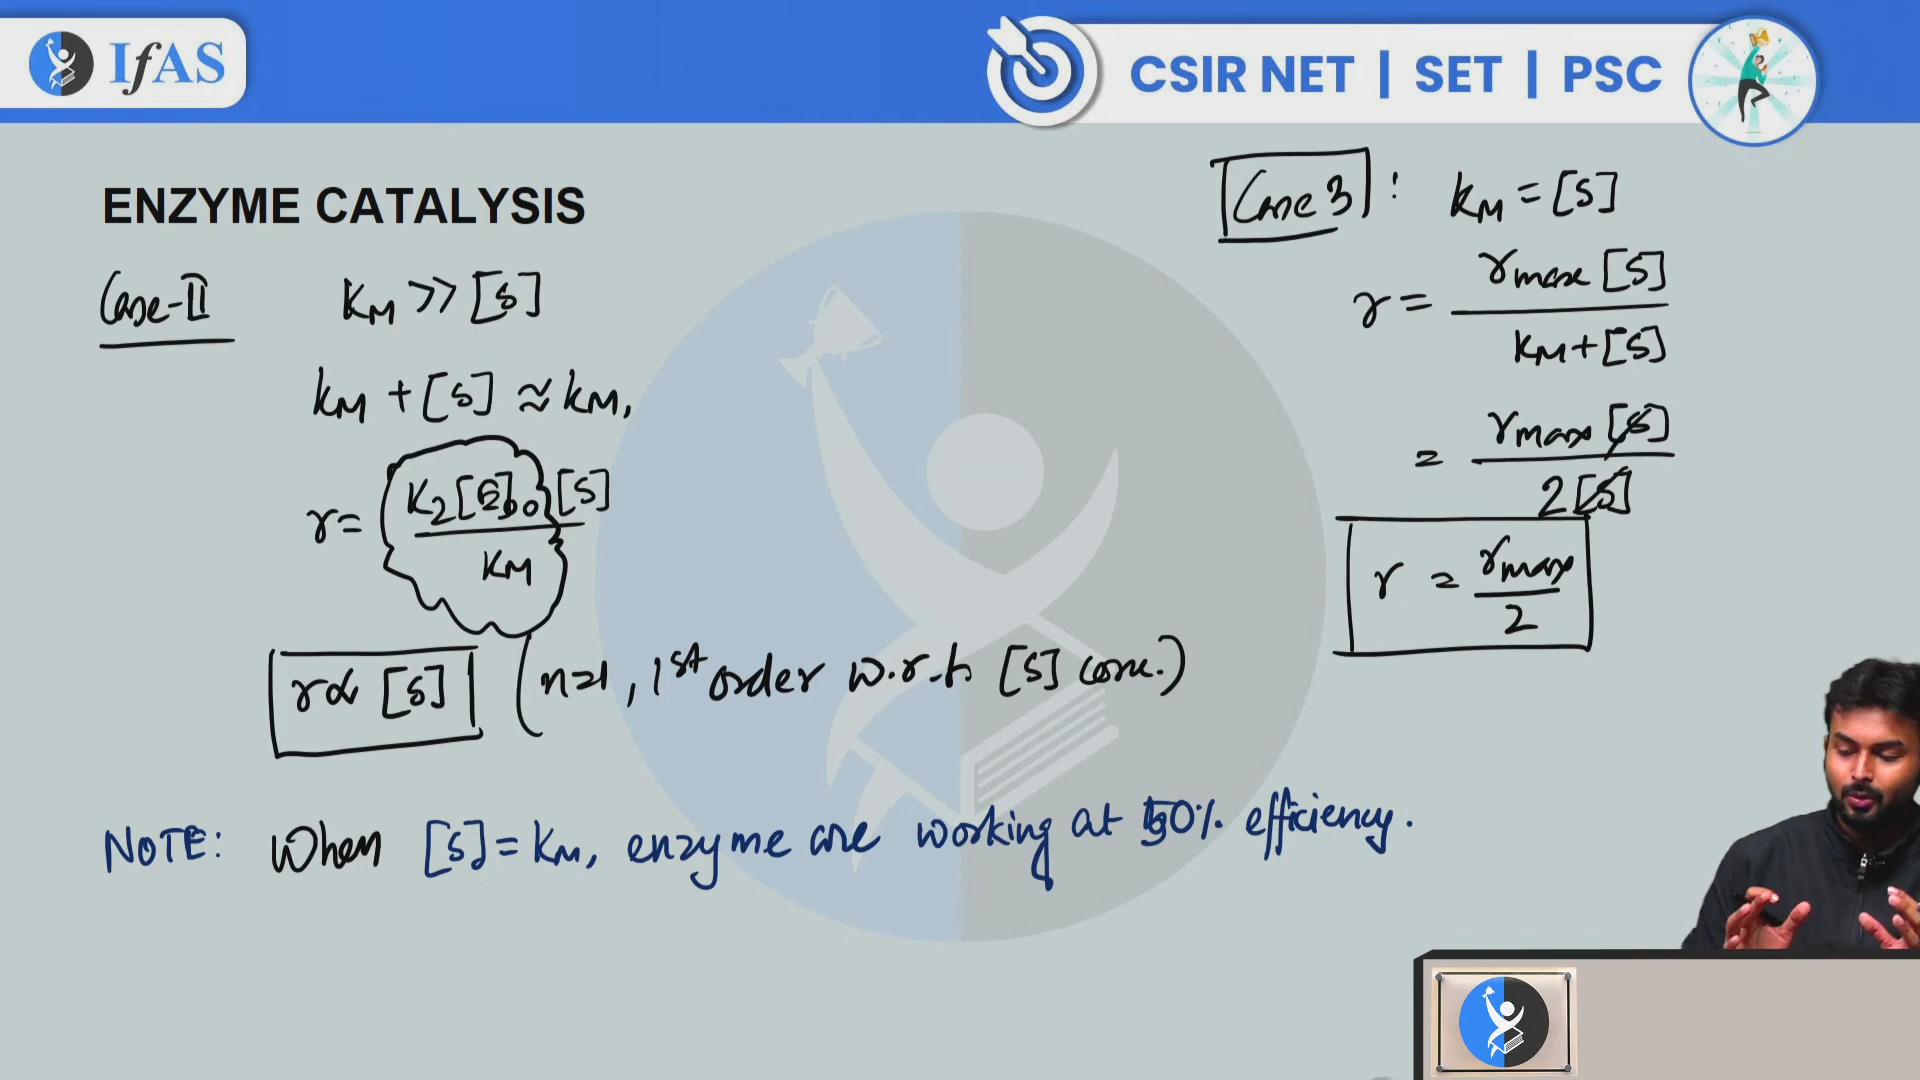 IfAS
CSIR NET | SET | PSC
ENZYME CATALYSIS
Case-II KM >> [S]
KM + [S] ≈ KM,
r = K2[E]0 [S] / KM
r ∝ [S] (n=1, 1st order w.r.t [S] conc.)
Case 3 : KM = [S]
r = rmax [S] / KM + [S]
= rmax [S] / 2 [S]
r = rmax / 2
NOTE: When [S] = KM, enzyme are working at 50% efficiency.